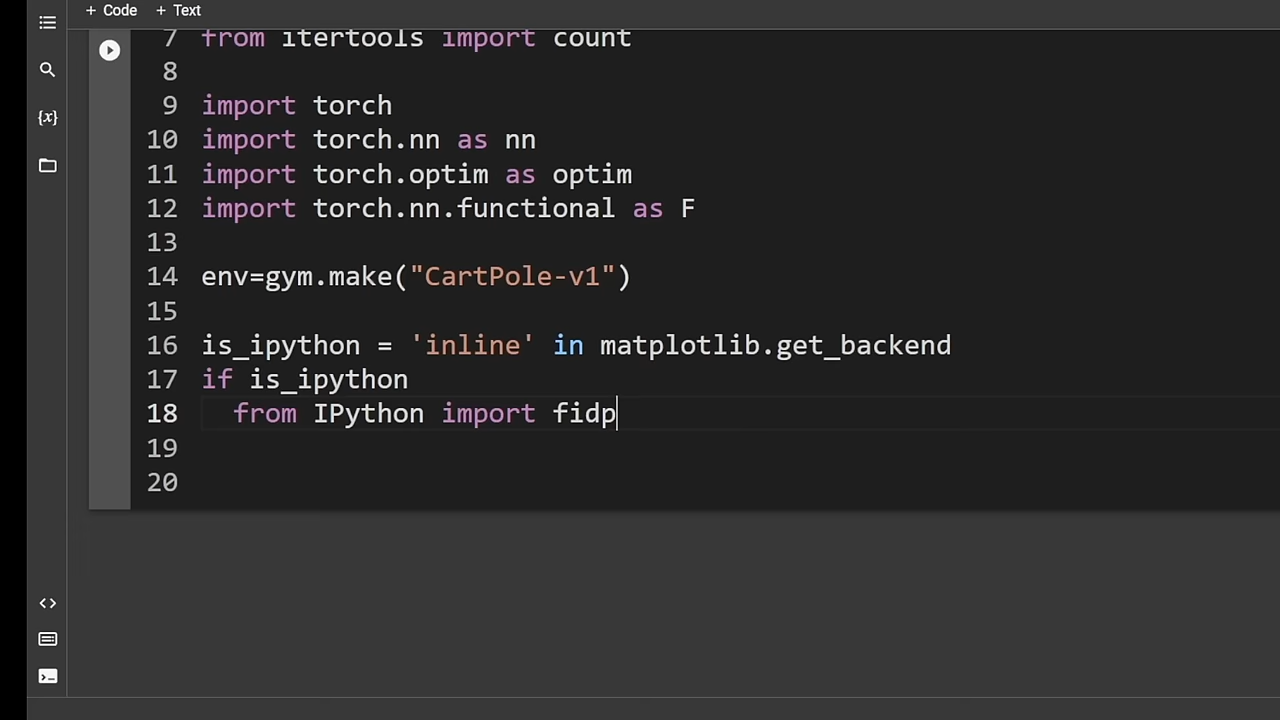 + Code + Text
7 from itertools import count
8
9 import torch
10 import torch.nn as nn
11 import torch.optim as optim
12 import torch.nn.functional as F
13
14 env=gym.make("CartPole-v1")
15
16 is_ipython = 'inline' in matplotlib.get_backend
17 if is_ipython
18 from IPython import fidp
19
20
{x}